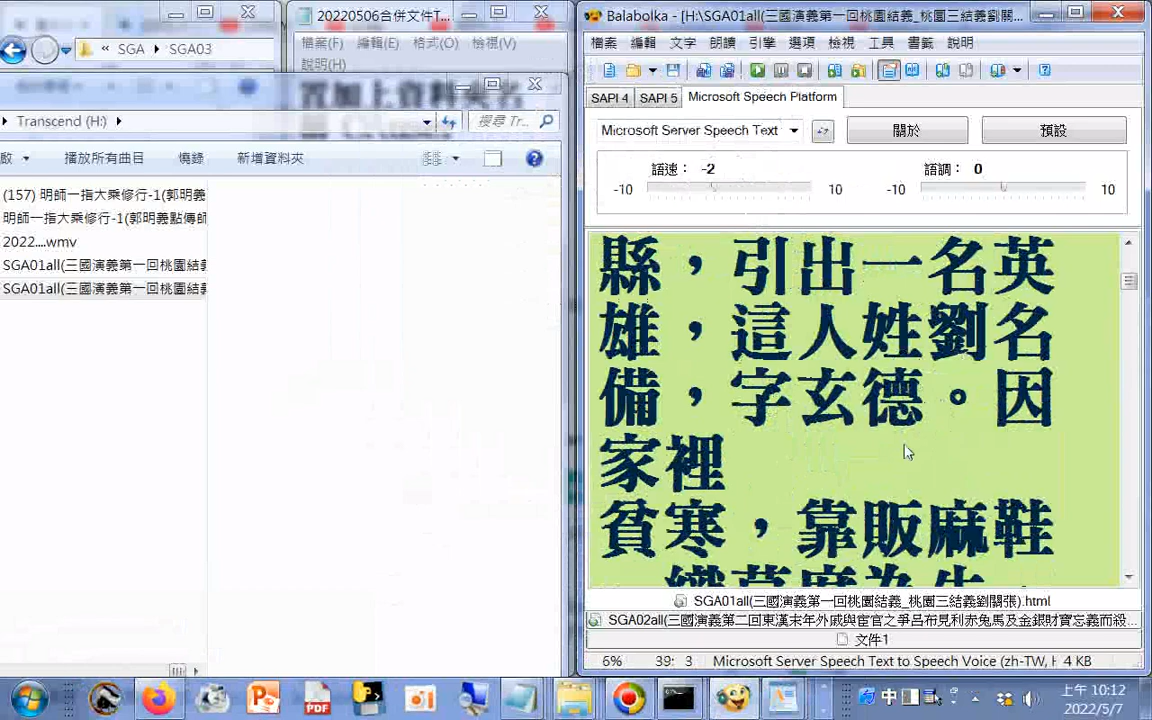 SGA
SGA03
20220506合併文件T...
檔案(F) 編輯(E) 格式(O) 檢視(V)
說明(H)
Transcend (H:)
搜尋 Tr...
啟 播放所有曲目 燒錄 新增資料夾
(157) 明師一指大乘修行-1(郭明義
明師一指大乘修行-1(郭明義點傳師
2022....wmv
SGA01all(三國演義第一回桃園結義
SGA01all(三國演義第一回桃園結義
Balabolka - [H:\SGA01all(三國演義第一回桃園結義_桃園三結義劉關...
檔案 編輯 文字 朗讀 引擎 選項 檢視 工具 書籤 說明
SAPI 4 SAPI 5 Microsoft Speech Platform
Microsoft Server Speech Text 關於 預設
語速： -2 語調： 0
-10 10 -10 10
縣，引出一名英
雄，這人姓劉名
備，字玄德。因
家裡
貧寒，靠販麻鞋
SGA01all(三國演義第一回桃園結義_桃園三結義劉關張).html
SGA02all(三國演義第二回東漢末年外戚與宦官之爭呂布見利赤兔馬及金銀財寶忘義而殺...
文件1
6% 39: 3 Microsoft Server Speech Text to Speech Voice (zh-TW, H 4 KB
中
上午 10:12
2022/5/7